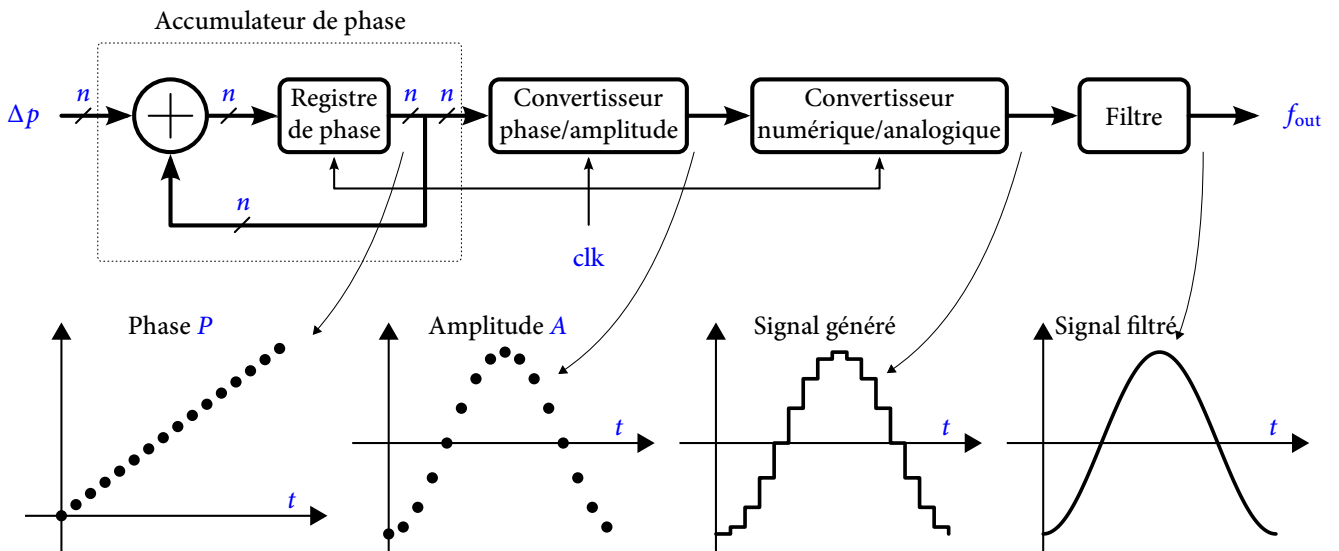 Accumulateur de phase
Δp
n
n
Registre
de phase
n
n
Convertisseur
phase/amplitude
Convertisseur
numérique/analogique
Filtre
fout
n
clk
Phase P
Amplitude A
Signal généré
Signal filtré
t
t
t
t